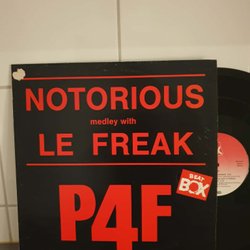 NOTORIOUS
medley with
LE FREAK
P4F
BEAT
BOX